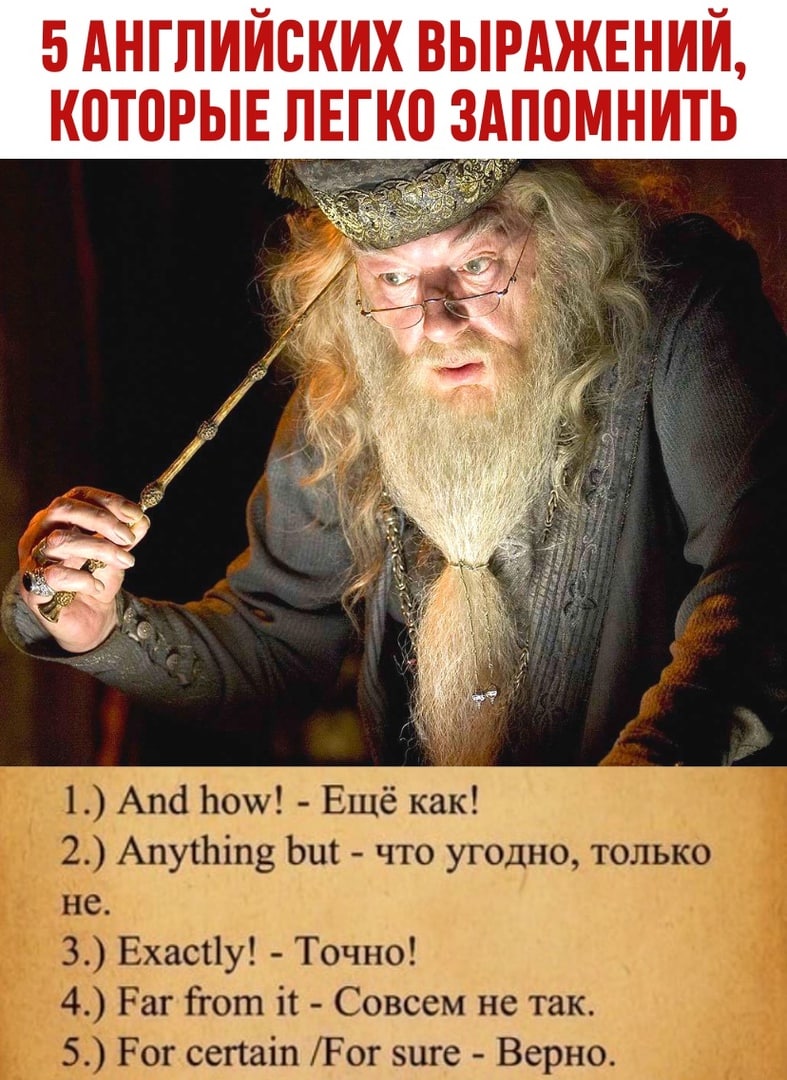 5 АНГЛИЙСКИХ ВЫРАЖЕНИЙ,
КОТОРЫЕ ЛЕГКО ЗАПОМНИТЬ
1.) And how! - Ещё как!
2.) Anything but - что угодно, только
не.
3.) Exactly! - Точно!
4.) Far from it - Совсем не так.
5.) For certain /For sure - Верно.